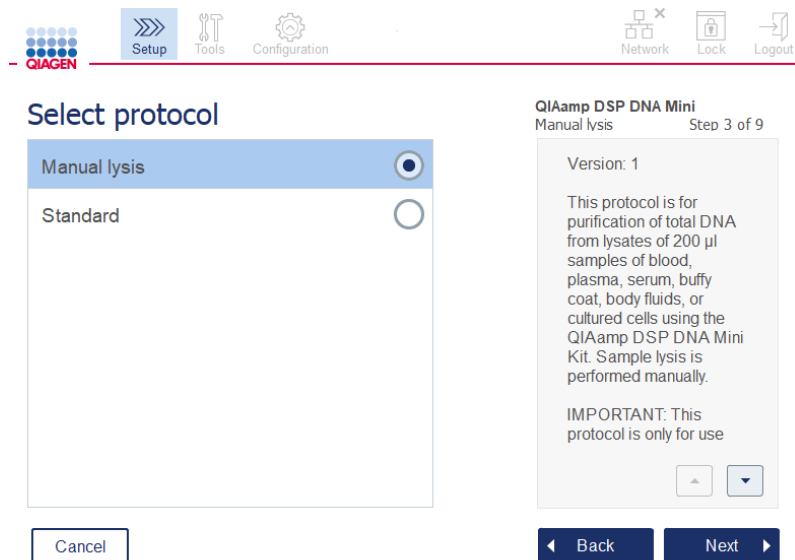 Setup
Tools
Configuration
Network
Lock
Logout
QIAGEN
Select protocol
Manual lysis
Standard
QIAamp DSP DNA Mini
Manual lysis Step 3 of 9
Version: 1
This protocol is for
purification of total DNA
from lysates of 200 µl
samples of blood,
plasma, serum, buffy
coat, body fluids, or
cultured cells using the
QIAamp DSP DNA Mini
Kit. Sample lysis is
performed manually.
IMPORTANT: This
protocol is only for use
Cancel
Back
Next